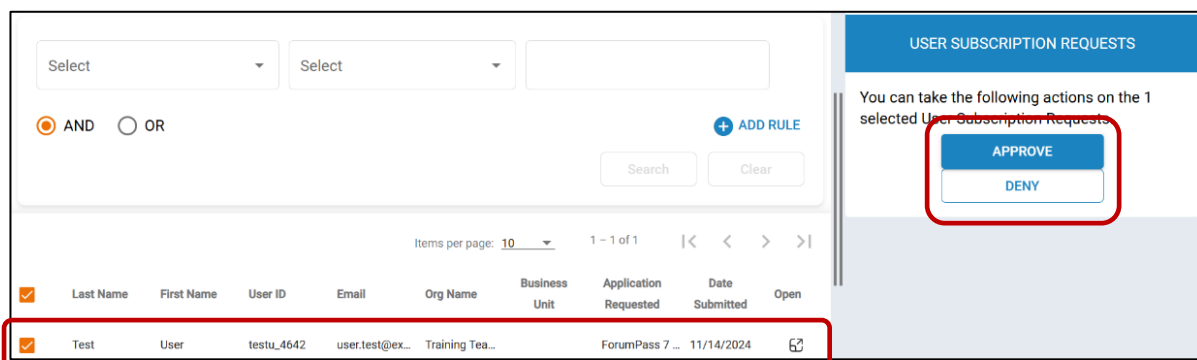 Select Select
AND OR ADD RULE
Search Clear
Items per page: 10 1 – 1 of 1
Last Name First Name User ID Email Org Name Business Unit Application Requested Date Submitted Open
Test User testu_4642 user.test@ex... Training Tea... ForumPass 7 ... 11/14/2024
USER SUBSCRIPTION REQUESTS
You can take the following actions on the 1
selected User Subscription Requests.
APPROVE
DENY